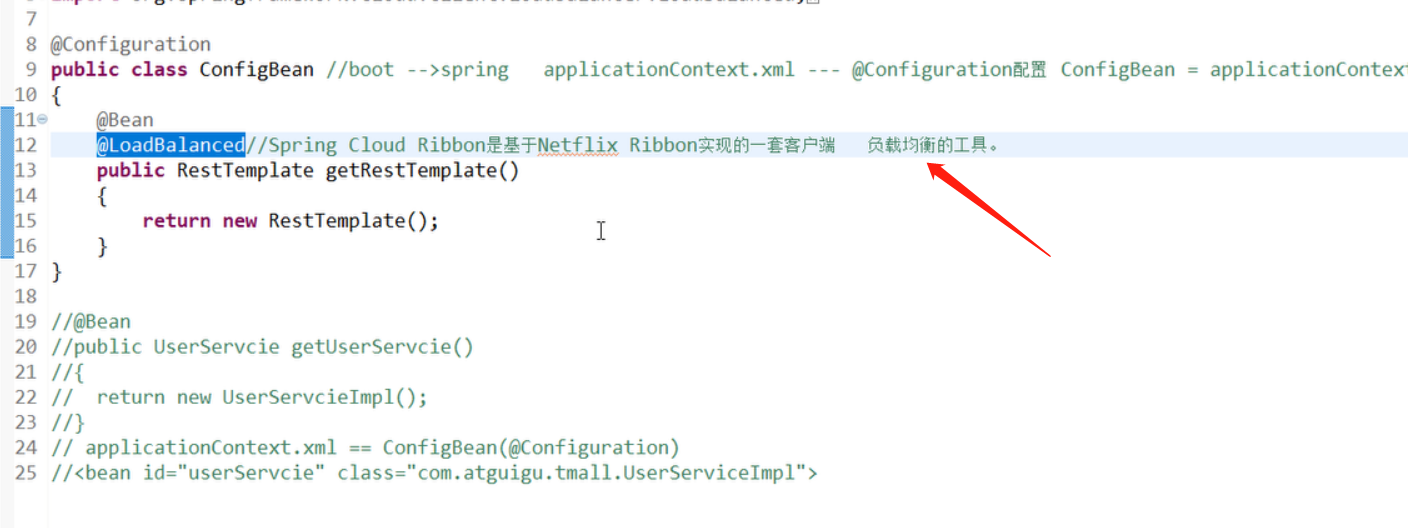 7
8 @Configuration
9 public class ConfigBean //boot -->spring   applicationContext.xml --- @Configuration配置 ConfigBean = applicationContext
10 {
11     @Bean
12     @LoadBalanced//Spring Cloud Ribbon是基于Netflix Ribbon实现的一套客户端   负载均衡的工具。
13     public RestTemplate getRestTemplate()
14     {
15         return new RestTemplate();
16     }
17 }
18
19 //@Bean
20 //public UserServcie getUserServcie()
21 //{
22 //  return new UserServcieImpl();
23 //}
24 // applicationContext.xml == ConfigBean(@Configuration)
25 //<bean id="userServcie" class="com.atguigu.tmall.UserServiceImpl">